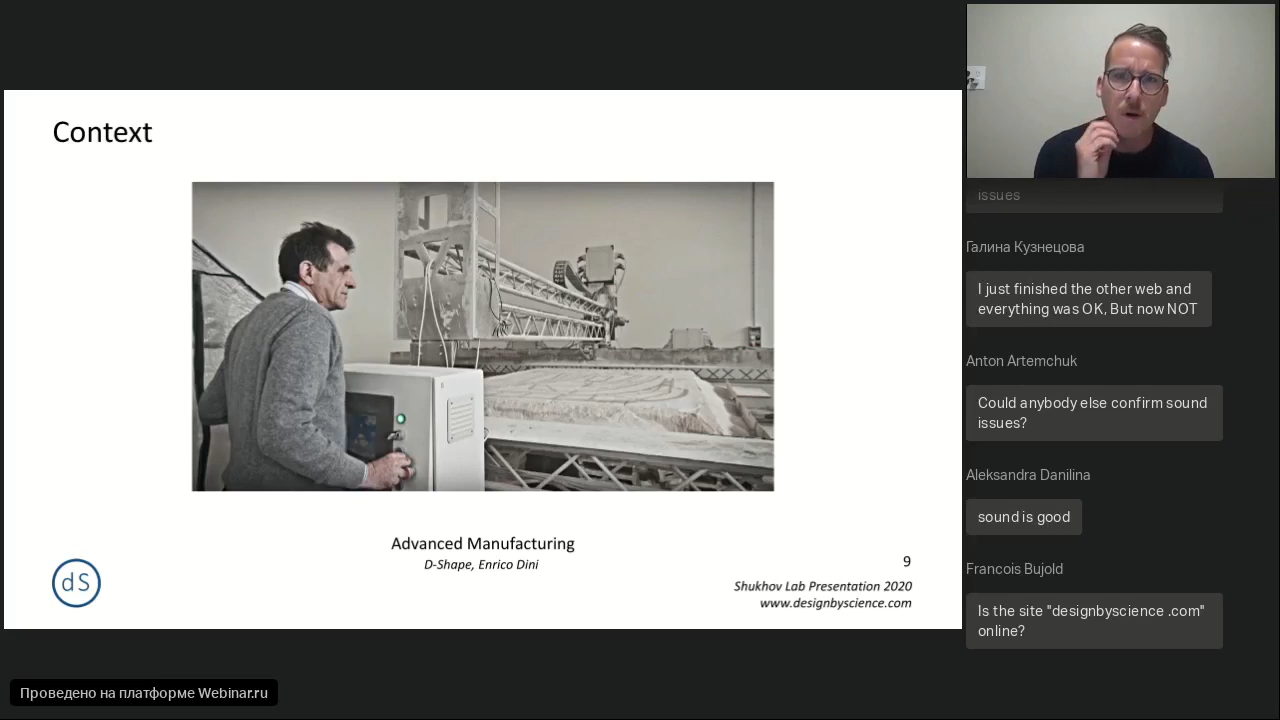 Context
Advanced Manufacturing
D-Shape, Enrico Dini
9
dS
Shukhov Lab Presentation 2020
www.designbyscience.com
issues
Галина Кузнецова
I just finished the other web and
everything was OK, But now NOT
Anton Artemchuk
Could anybody else confirm sound
issues?
Aleksandra Danilina
sound is good
Francois Bujold
Is the site "designbyscience .com"
online?
Проведено на платформе Webinar.ru